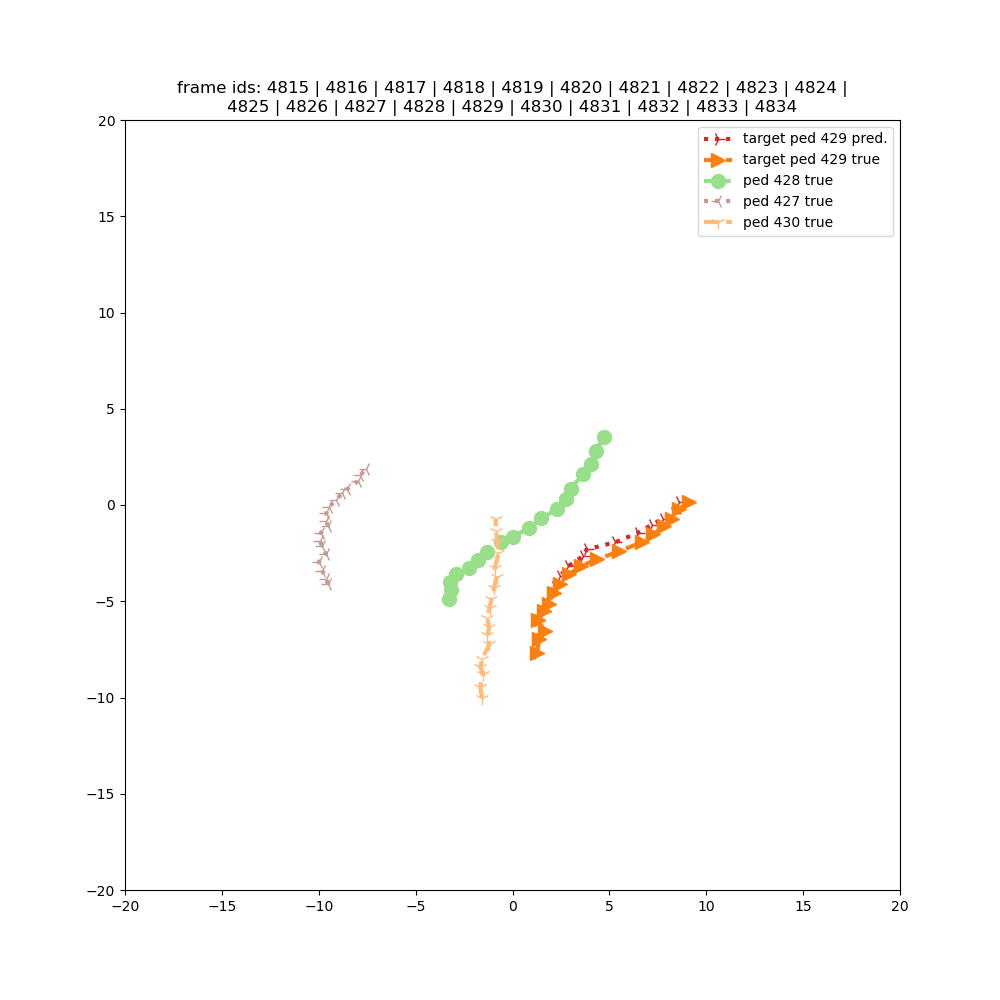 frame ids: 4815 | 4816 | 4817 | 4818 | 4819 | 4820 | 4821 | 4822 | 4823 | 4824 |
4825 | 4826 | 4827 | 4828 | 4829 | 4830 | 4831 | 4832 | 4833 | 4834
target ped 429 pred.
target ped 429 true
ped 428 true
ped 427 true
ped 430 true
20
15
10
5
0
−5
−10
−15
−20
−20 −15 −10 −5 0 5 10 15 20